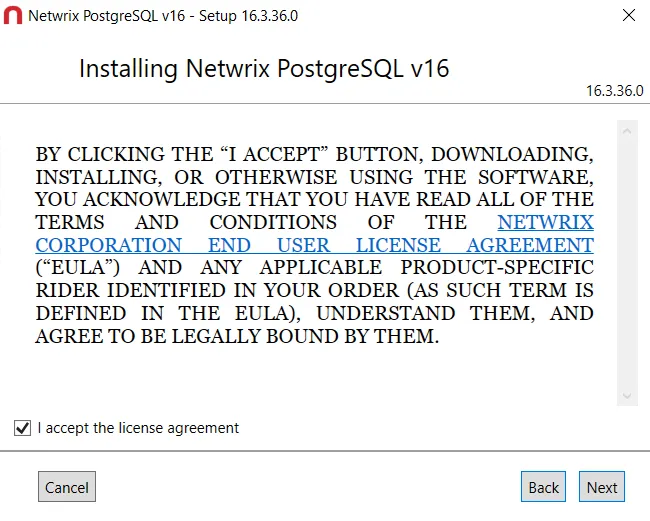 Netwrix PostgreSQL v16 - Setup 16.3.36.0
Installing Netwrix PostgreSQL v16
16.3.36.0
BY CLICKING THE “I ACCEPT” BUTTON, DOWNLOADING,
INSTALLING, OR OTHERWISE USING THE SOFTWARE,
YOU ACKNOWLEDGE THAT YOU HAVE READ ALL OF THE
TERMS AND CONDITIONS OF THE NETWRIX
CORPORATION END USER LICENSE AGREEMENT
(“EULA”) AND ANY APPLICABLE PRODUCT-SPECIFIC
RIDER IDENTIFIED IN YOUR ORDER (AS SUCH TERM IS
DEFINED IN THE EULA), UNDERSTAND THEM, AND
AGREE TO BE LEGALLY BOUND BY THEM.
I accept the license agreement
Cancel Back Next